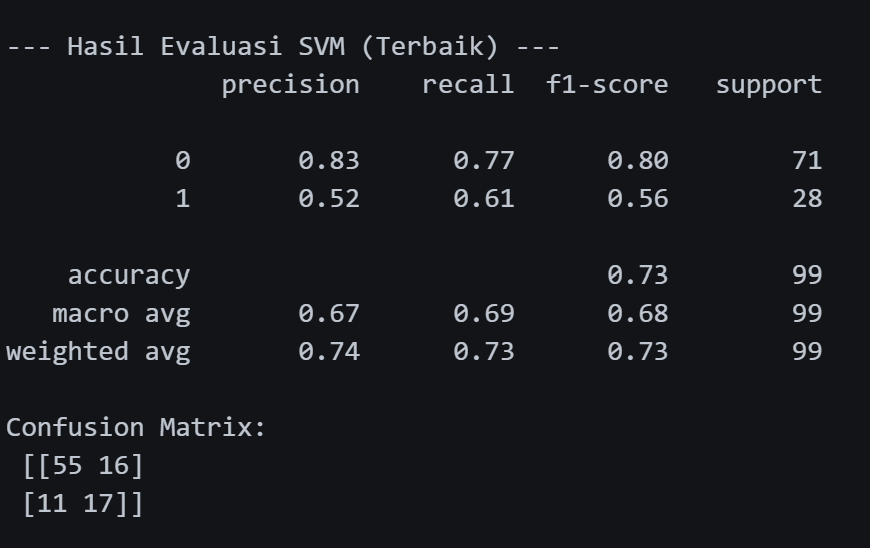 --- Hasil Evaluasi SVM (Terbaik) ---
              precision    recall  f1-score   support

           0       0.83      0.77      0.80        71
           1       0.52      0.61      0.56        28

    accuracy                           0.73        99
   macro avg       0.67      0.69      0.68        99
weighted avg       0.74      0.73      0.73        99

Confusion Matrix:
 [[55 16]
 [11 17]]